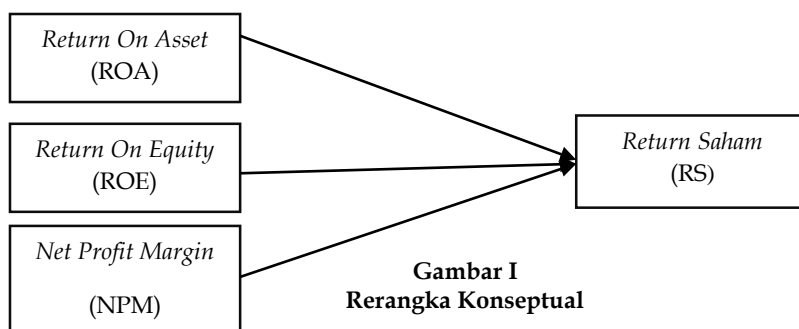 Return On Asset
(ROA)
Return On Equity
(ROE)
Net Profit Margin
(NPM)
Return Saham
(RS)
Gambar I
Rerangka Konseptual